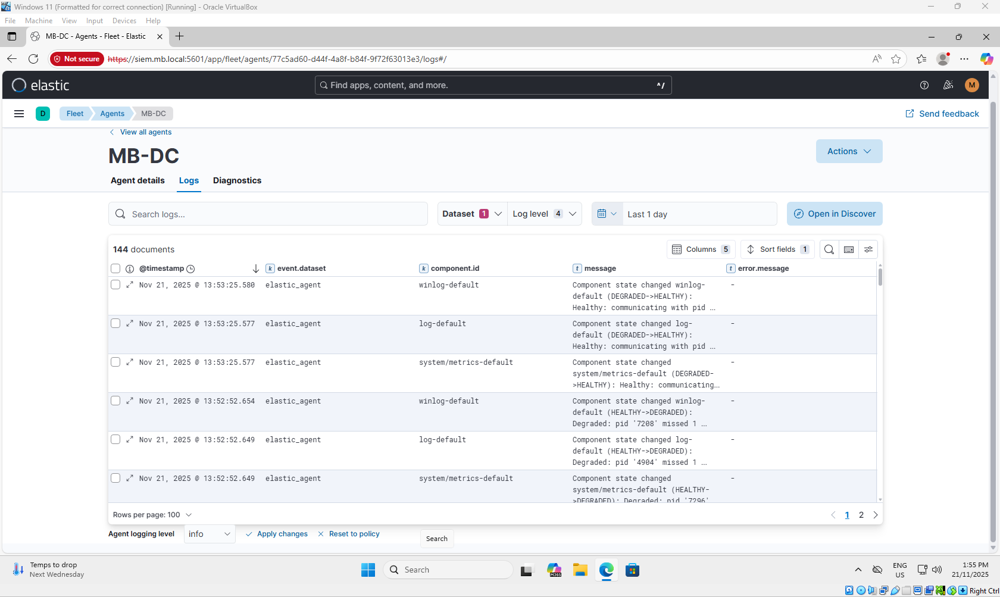 Windows 11 (Formatted for correct connection) [Running] - Oracle VirtualBox
File Machine View Input Devices Help
MB-DC - Agents - Fleet - Elastic
Not secure https://siem.mb.local:5601/app/fleet/agents/77c5ad60-d44f-4a8f-b84f-9f72f63013e3/logs#/
elastic
Find apps, content, and more.
^/
M
D
Fleet
Agents
MB-DC
Send feedback
View all agents
MB-DC
Actions
Agent details Logs Diagnostics
Search logs...
Dataset 1
Log level 4
Last 1 day
Open in Discover
144 documents
Columns 5
Sort fields 1
@timestamp k event.dataset k component.id t message t error.message
Nov 21, 2025 @ 13:53:25.580 elastic_agent winlog-default Component state changed winlog- -
default (DEGRADED->HEALTHY):
Healthy: communicating with pid ...
Nov 21, 2025 @ 13:53:25.577 elastic_agent log-default Component state changed log- -
default (DEGRADED->HEALTHY):
Healthy: communicating with pid ...
Nov 21, 2025 @ 13:53:25.577 elastic_agent system/metrics-default Component state changed -
system/metrics-default (DEGRADED-
>HEALTHY): Healthy: communicating...
Nov 21, 2025 @ 13:52:52.654 elastic_agent winlog-default Component state changed winlog- -
default (HEALTHY->DEGRADED):
Degraded: pid '7208' missed 1 ...
Nov 21, 2025 @ 13:52:52.649 elastic_agent log-default Component state changed log- -
default (HEALTHY->DEGRADED):
Degraded: pid '4904' missed 1 ...
Nov 21, 2025 @ 13:52:52.649 elastic_agent system/metrics-default Component state changed -
system/metrics-default (HEALTHY-
>DEGRADED): Degraded: pid '7296'
Rows per page: 100
1 2
Agent logging level info Apply changes Reset to policy
Search
Temps to drop
Next Wednesday
Search
M365
ENG
US
1:55 PM
21/11/2025
Right Ctrl